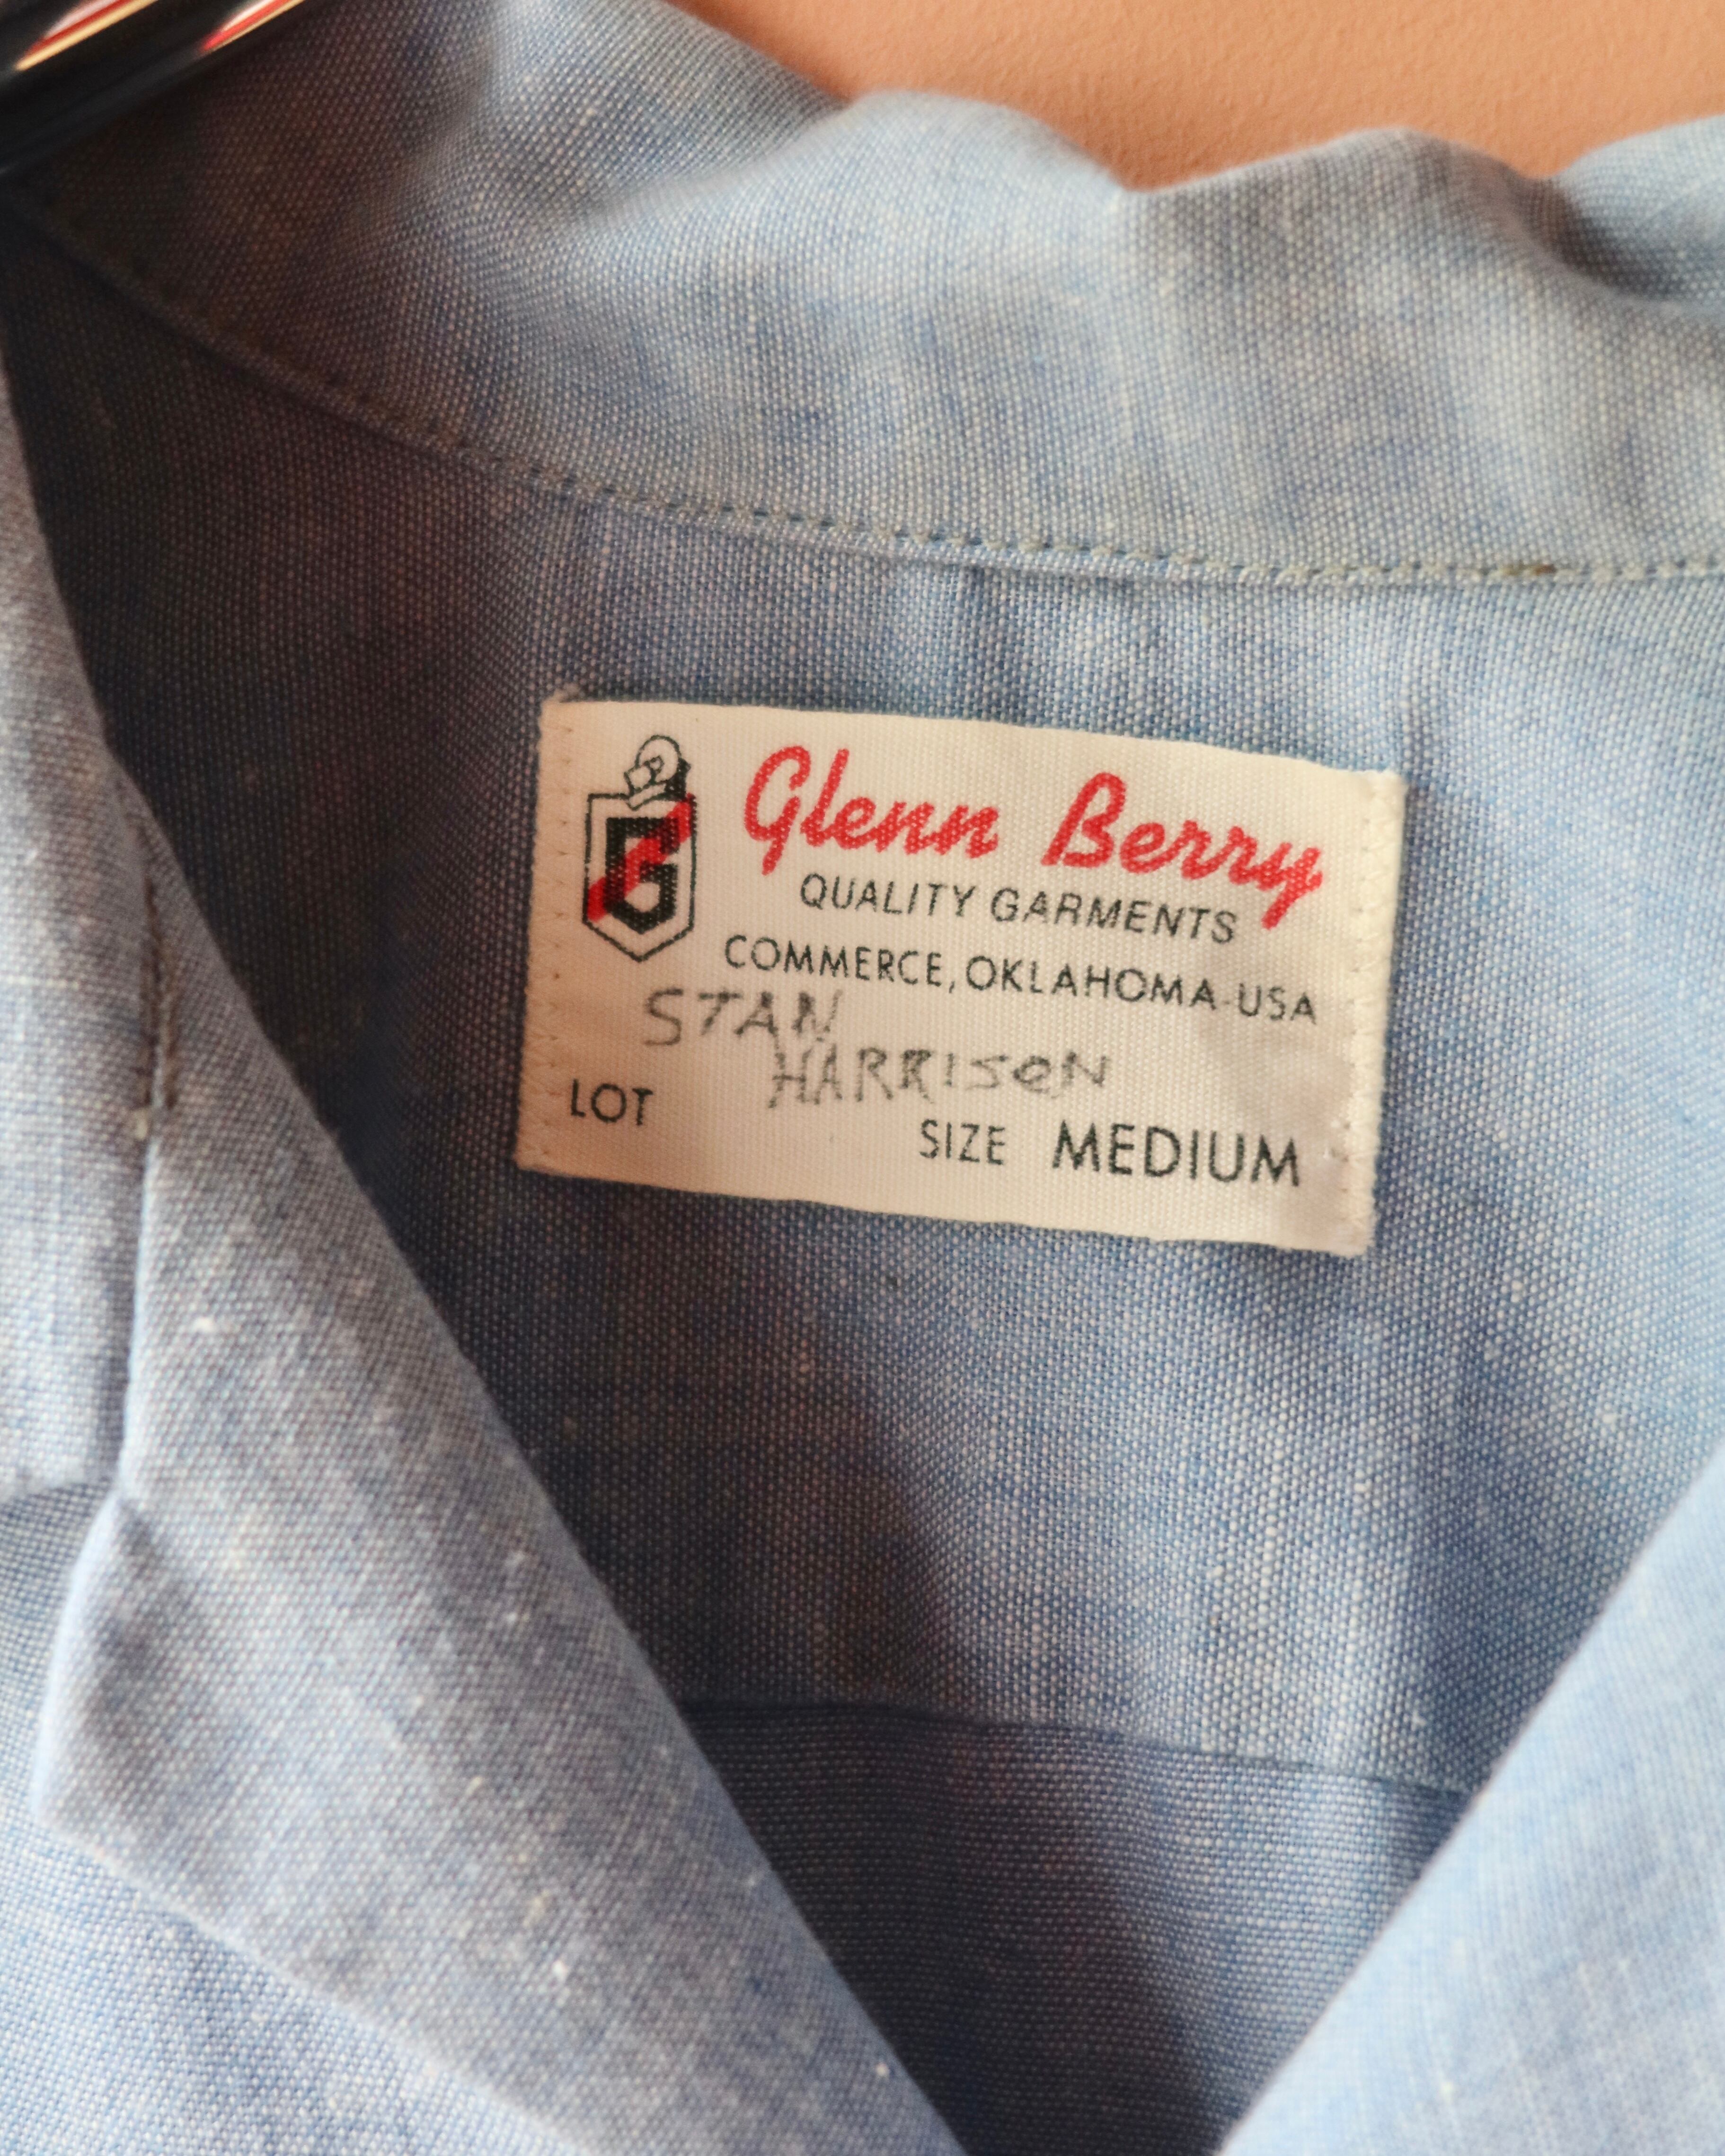 G
Glenn Berry
QUALITY GARMENTS
COMMERCE, OKLAHOMA-USA
STAN
HARRISON
LOT
SIZE MEDIUM